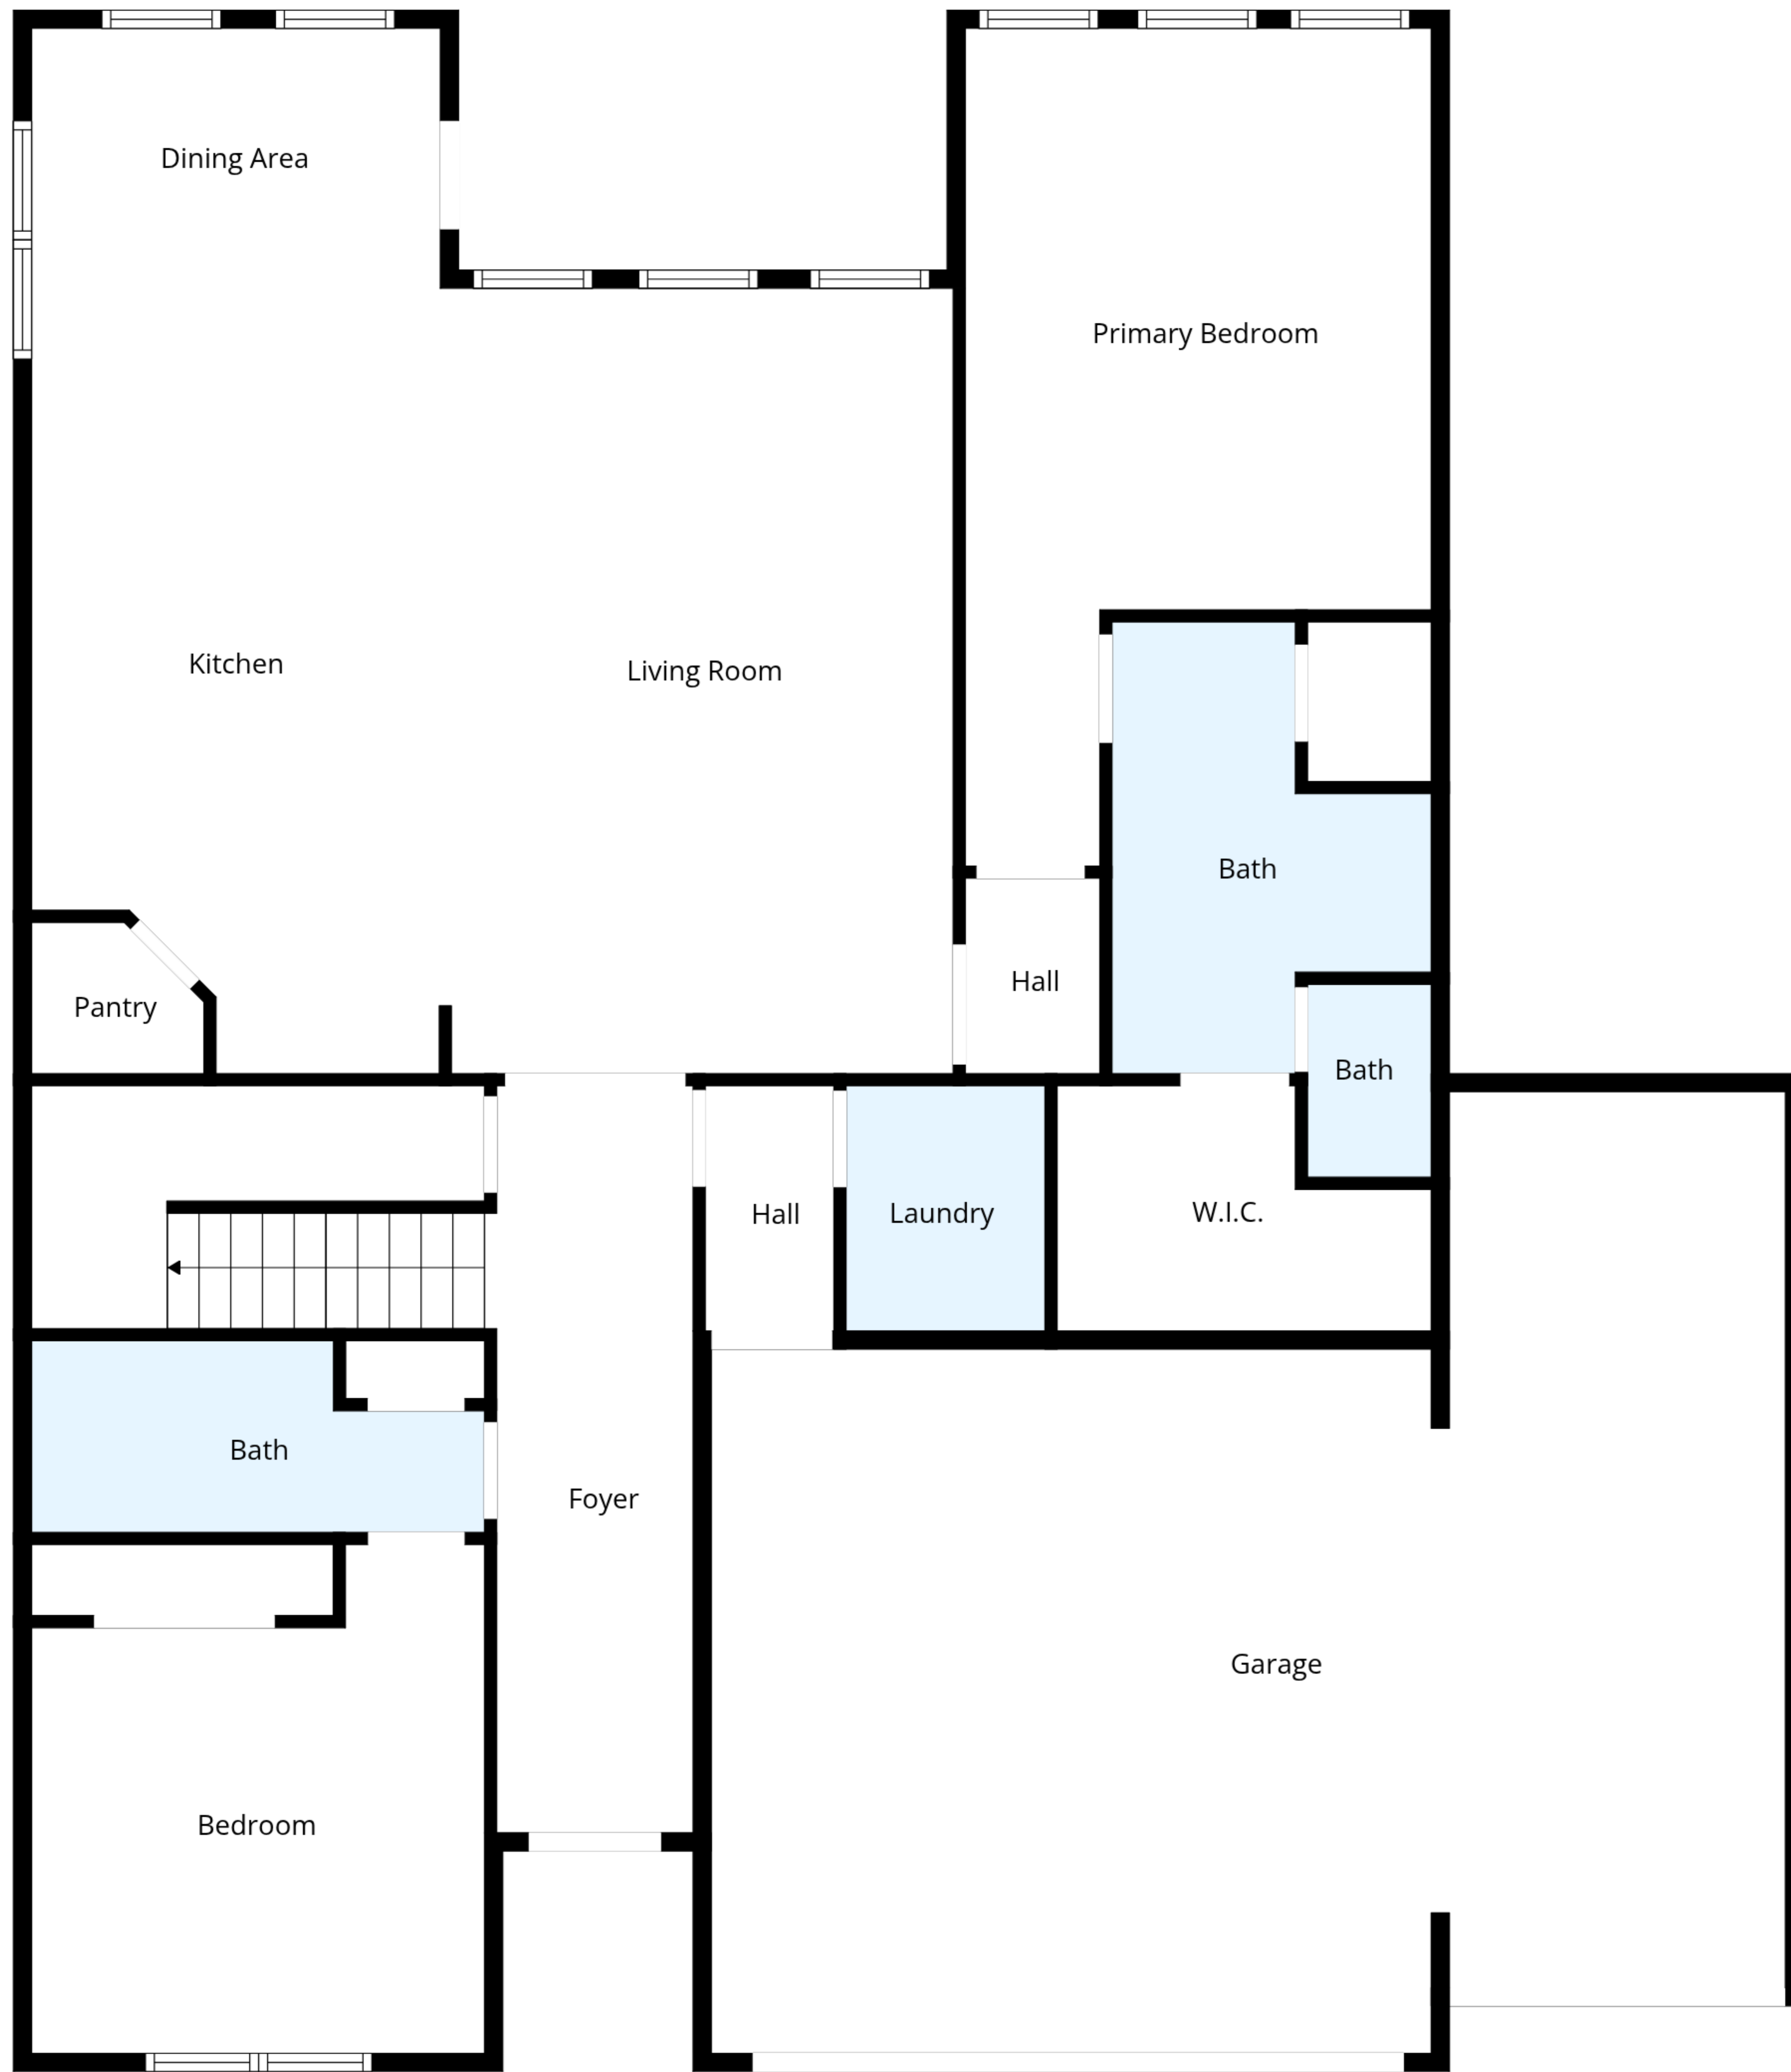 Dining Area
Primary Bedroom
Kitchen
Living Room
Bath
Hall
Pantry
Bath
Hall
Laundry
W.I.C.
Bath
Foyer
Garage
Bedroom